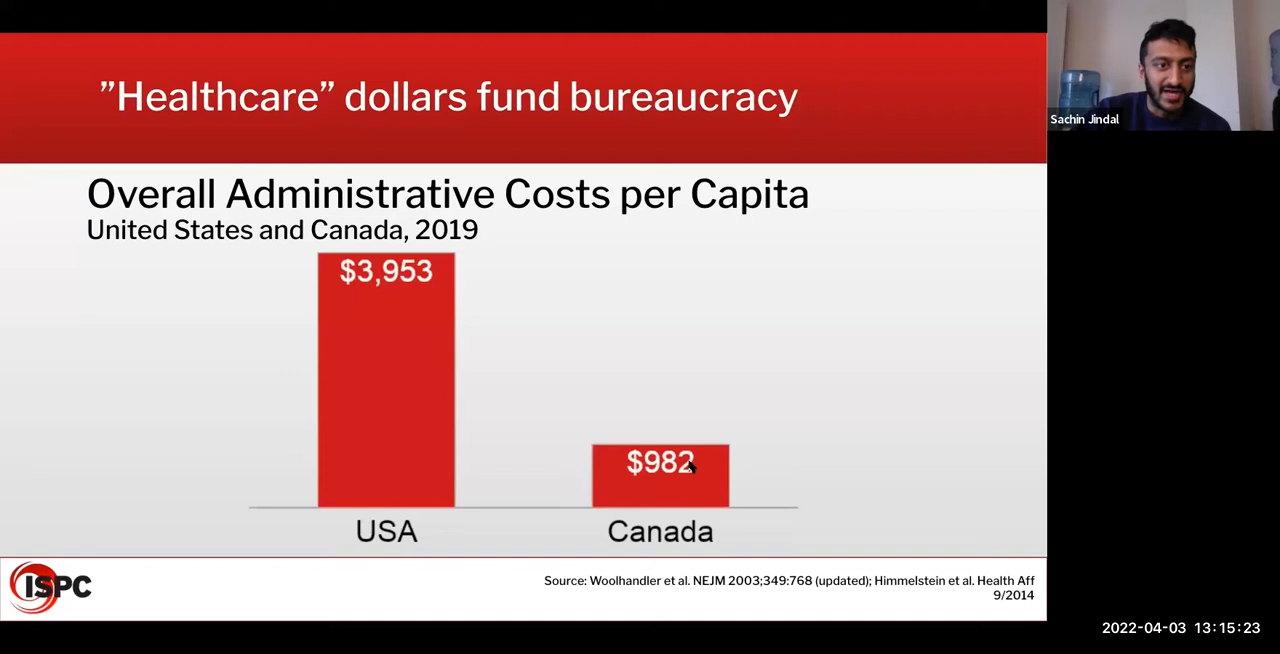 ”Healthcare” dollars fund bureaucracy
Sachin Jindal
Overall Administrative Costs per Capita
United States and Canada, 2019
$3,953
$982
USA
Canada
ISPC
Source: Woolhandler et al. NEJM 2003;349:768 (updated); Himmelstein et al. Health Aff
9/2014
2022-04-03 13:15:23